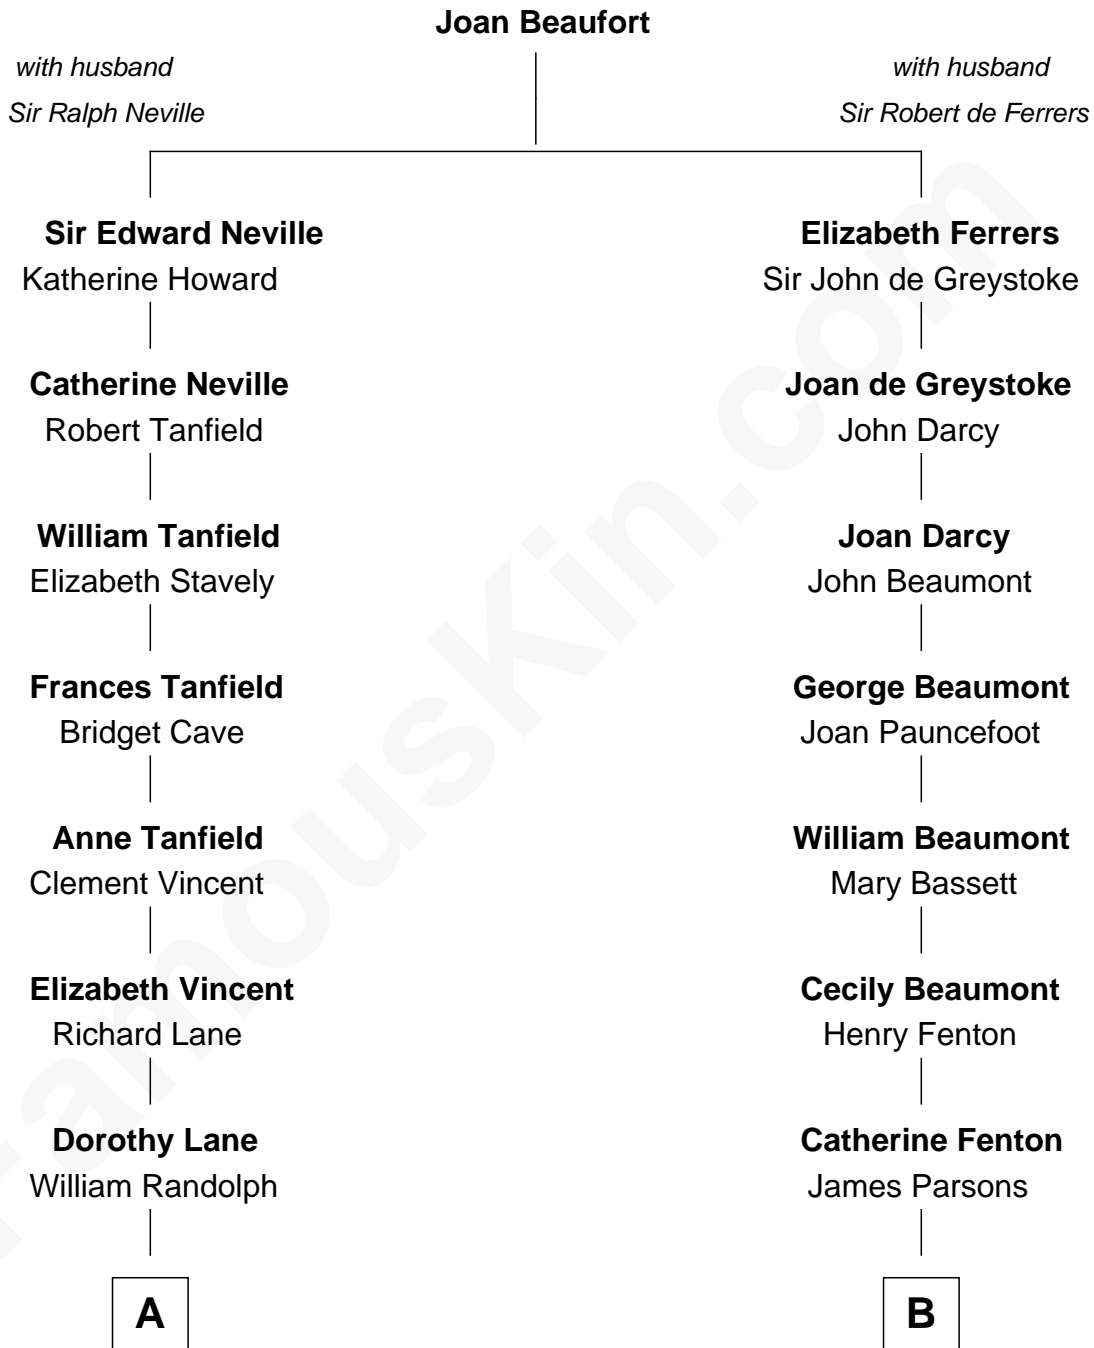 Joan Beaufort
with husband
Sir Ralph Neville
with husband
Sir Robert de Ferrers
Sir Edward Neville
Katherine Howard
Catherine Neville
Robert Tanfield
William Tanfield
Elizabeth Stavely
Frances Tanfield
Bridget Cave
Anne Tanfield
Clement Vincent
Elizabeth Vincent
Richard Lane
Dorothy Lane
William Randolph
A
Elizabeth Ferrers
Sir John de Greystoke
Joan de Greystoke
John Darcy
Joan Darcy
John Beaumont
George Beaumont
Joan Pauncefoot
William Beaumont
Mary Bassett
Cecily Beaumont
Henry Fenton
Catherine Fenton
James Parsons
B
FamousKin.com